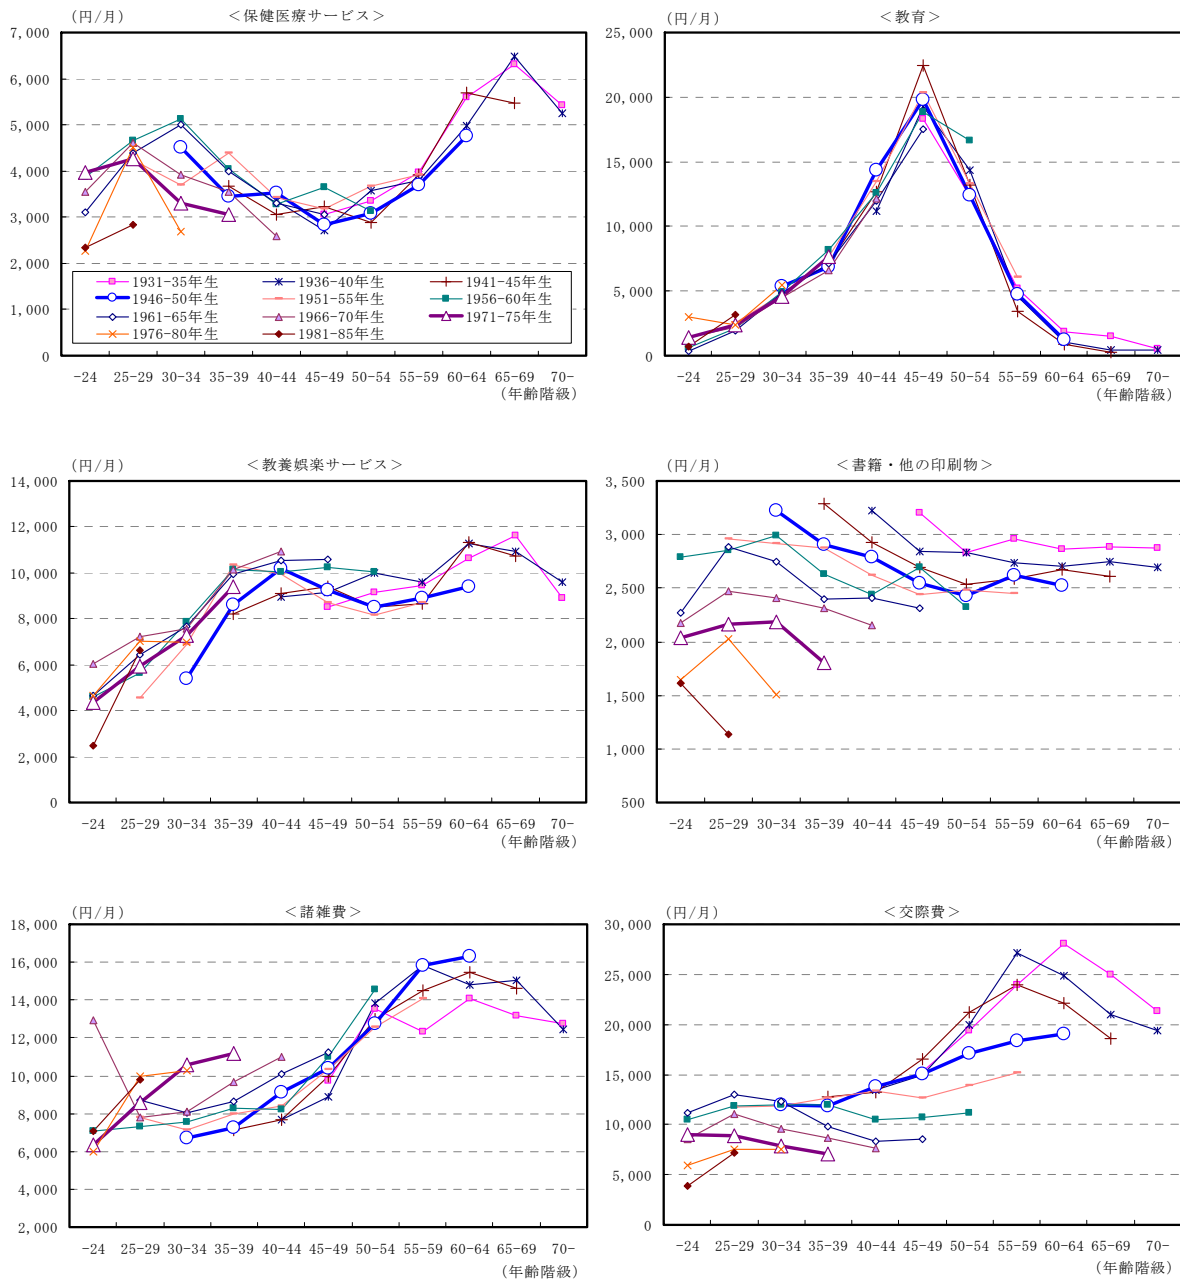 (円/月) ＜保健医療サービス＞
7,000
6,000
5,000
4,000
3,000
2,000
1,000
0
1931-35年生 1936-40年生 1941-45年生
1946-50年生 1951-55年生 1956-60年生
1961-65年生 1966-70年生 1971-75年生
1976-80年生 1981-85年生
-24 25-29 30-34 35-39 40-44 45-49 50-54 55-59 60-64 65-69 70-
(年齢階級)
(円/月) ＜教育＞
25,000
20,000
15,000
10,000
5,000
0
-24 25-29 30-34 35-39 40-44 45-49 50-54 55-59 60-64 65-69 70-
(年齢階級)
(円/月) ＜教養娯楽サービス＞
14,000
12,000
10,000
8,000
6,000
4,000
2,000
0
-24 25-29 30-34 35-39 40-44 45-49 50-54 55-59 60-64 65-69 70-
(年齢階級)
(円/月) ＜書籍・他の印刷物＞
3,500
3,000
2,500
2,000
1,500
1,000
500
-24 25-29 30-34 35-39 40-44 45-49 50-54 55-59 60-64 65-69 70-
(年齢階級)
(円/月) ＜諸雑費＞
18,000
16,000
14,000
12,000
10,000
8,000
6,000
4,000
2,000
-24 25-29 30-34 35-39 40-44 45-49 50-54 55-59 60-64 65-69 70-
(年齢階級)
(円/月) ＜交際費＞
30,000
25,000
20,000
15,000
10,000
5,000
0
-24 25-29 30-34 35-39 40-44 45-49 50-54 55-59 60-64 65-69 70-
(年齢階級)